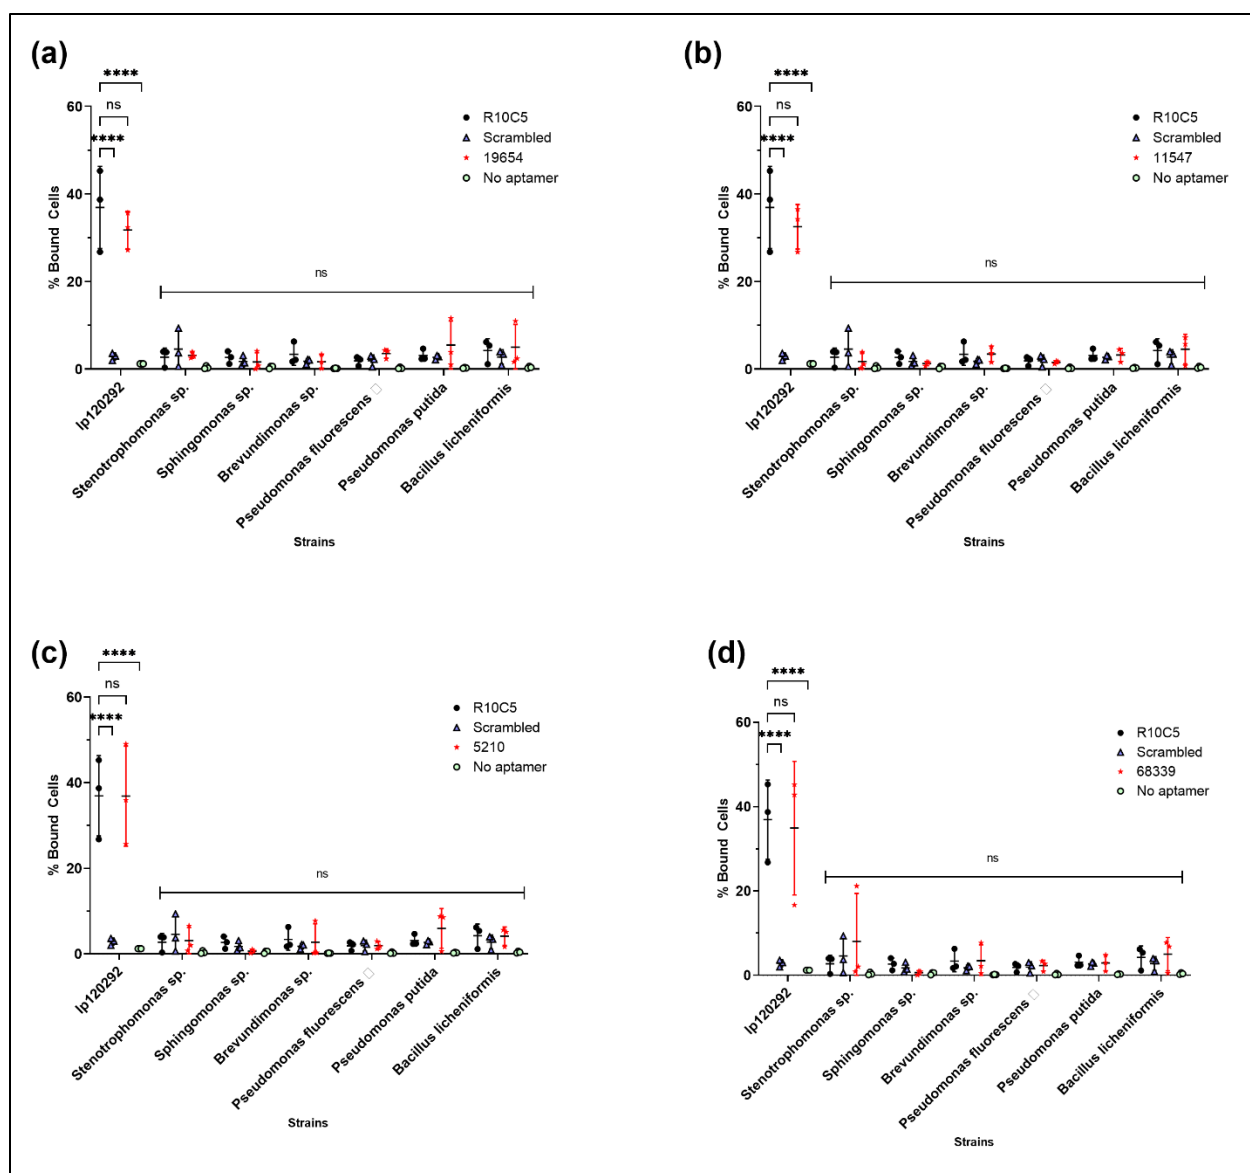 (a)
****
ns
****
60
40
20
0
% Bound Cells
R10C5
Scrambled
19654
No aptamer
ns
lp120292
Stenotrophomonas sp.
Sphingomonas sp.
Brevundimonas sp.
Pseudomonas fluorescens
Pseudomonas putida
Bacillus licheniformis
Strains
(b)
****
ns
****
60
40
20
0
% Bound Cells
R10C5
Scrambled
11547
No aptamer
ns
lp120292
Stenotrophomonas sp.
Sphingomonas sp.
Brevundimonas sp.
Pseudomonas fluorescens
Pseudomonas putida
Bacillus licheniformis
Strains
(c)
****
ns
****
60
40
20
0
% Bound Cells
R10C5
Scrambled
5210
No aptamer
ns
lp120292
Stenotrophomonas sp.
Sphingomonas sp.
Brevundimonas sp.
Pseudomonas fluorescens
Pseudomonas putida
Bacillus licheniformis
Strains
(d)
****
ns
****
60
40
20
0
% Bound Cells
R10C5
Scrambled
68339
No aptamer
ns
lp120292
Stenotrophomonas sp.
Sphingomonas sp.
Brevundimonas sp.
Pseudomonas fluorescens
Pseudomonas putida
Bacillus licheniformis
Strains